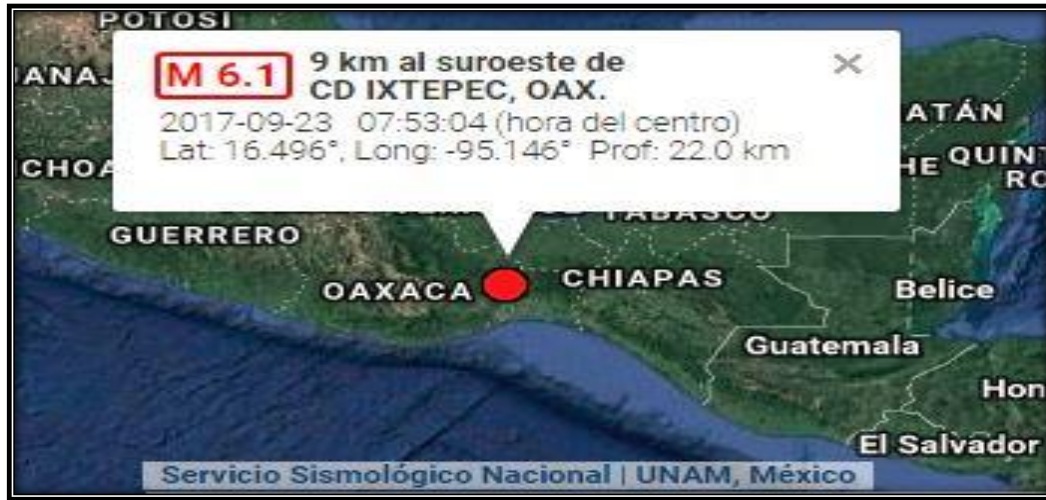 POTOSI
M 6.1
9 km al suroeste de
CD IXTEPEC, OAX.
×
2017-09-23 07:53:04 (hora del centro)
Lat: 16.496°, Long: -95.146° Prof: 22.0 km
ANA
ATÁN
CHOA
HE
QUINT
RO
TABASCO
GUERRERO
OAXACA
CHIAPAS
Belice
Guatemala
Hon
El Salvador
Servicio Sismológico Nacional | UNAM, México